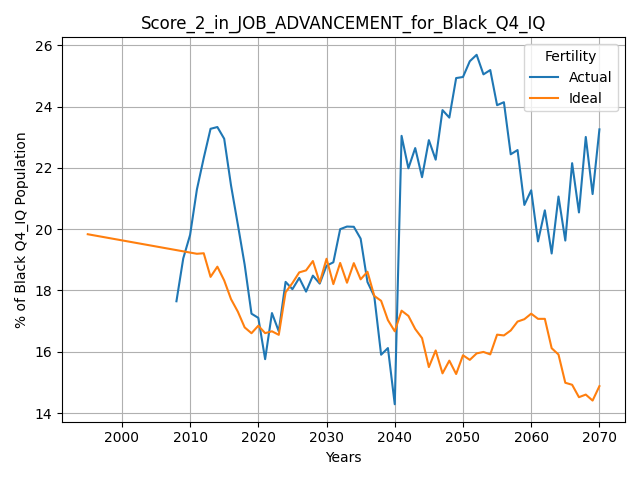 Score_2_in_JOB_ADVANCEMENT_for_Black_Q4_IQ
Fertility
Actual
Ideal
% of Black Q4_IQ Population
26
24
22
20
18
16
14
2000 2010 2020 2030 2040 2050 2060 2070
Years